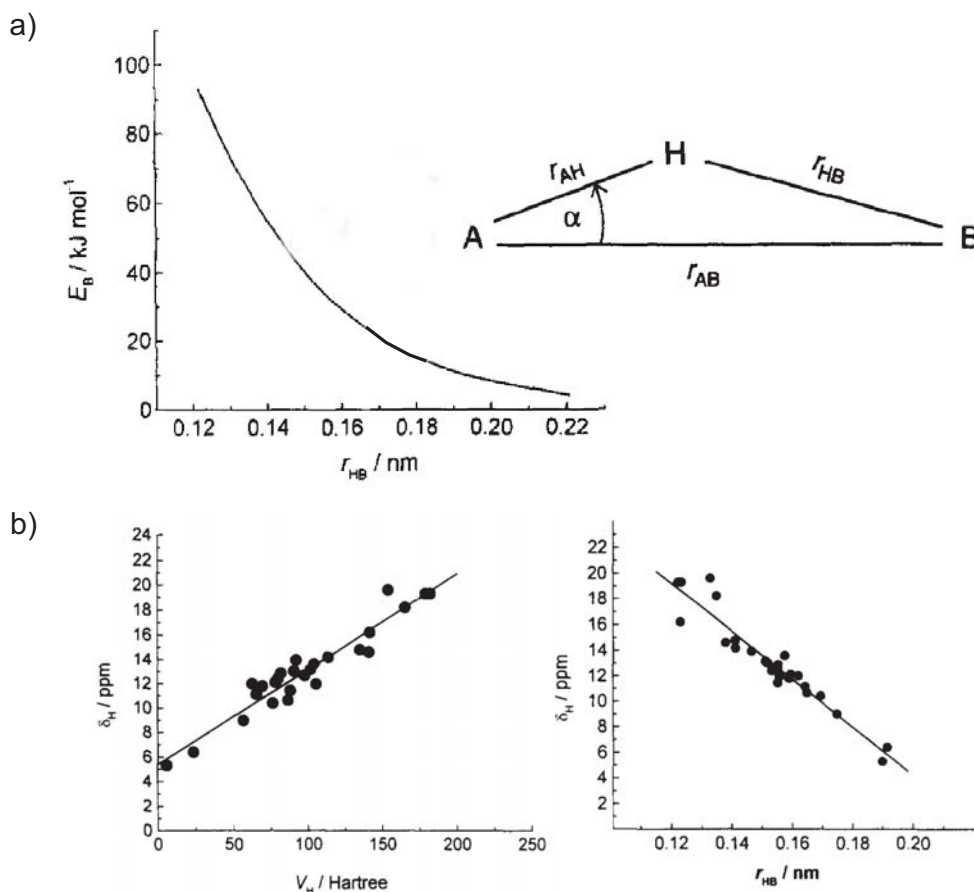 a)
100
80
60
40
20
0
E_B / kJ mol⁻¹
0.12 0.14 0.16 0.18 0.20 0.22
r_HB / nm
H
r_AH
r_HB
α
A
B
r_AB
b)
24
22
20
18
16
14
12
10
8
6
4
2
0
δ_H / ppm
0 50 100 150 200 250
V_H / Hartree
22
20
18
16
14
12
10
8
6
4
2
δ_H / ppm
0.12 0.14 0.16 0.18 0.20
r_HB / nm